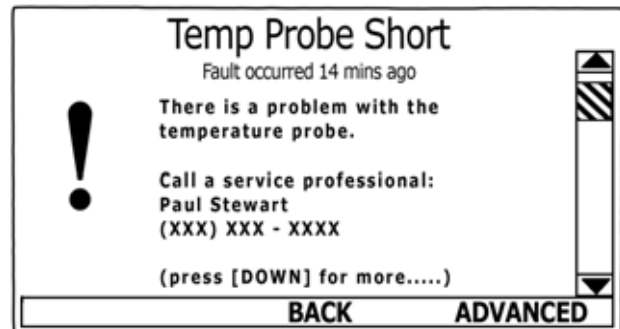 Temp Probe Short
Fault occurred 14 mins ago
There is a problem with the
temperature probe.
Call a service professional:
Paul Stewart
(XXX) XXX - XXXX
(press [DOWN] for more.....)
BACK ADVANCED